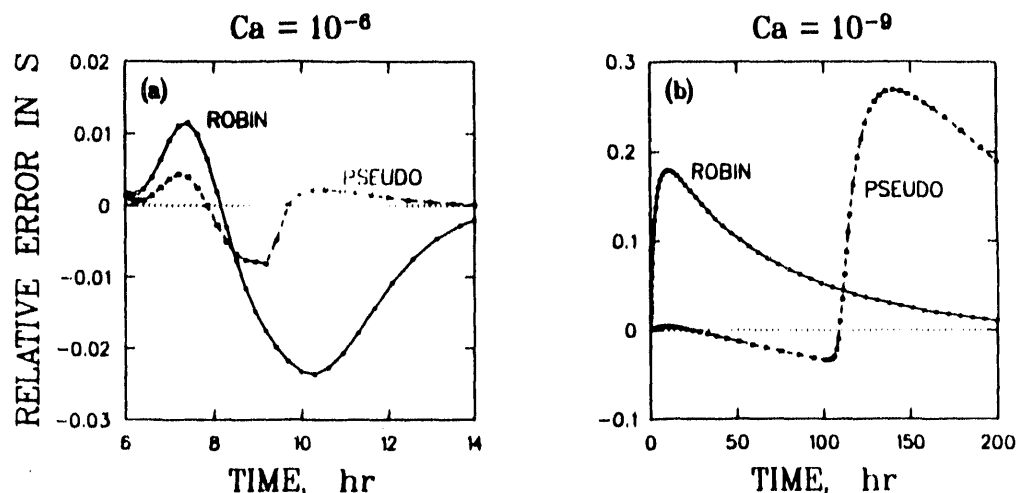 Ca = 10⁻⁶
Ca = 10⁻⁹
RELATIVE ERROR IN S
0.02
0.01
0
-0.01
-0.02
-0.03
(a)
ROBIN
PSEUDO
6
8
10
12
14
TIME, hr
0.3
0.2
0.1
0
-0.1
(b)
ROBIN
PSEUDO
0
50
100
150
200
TIME, hr